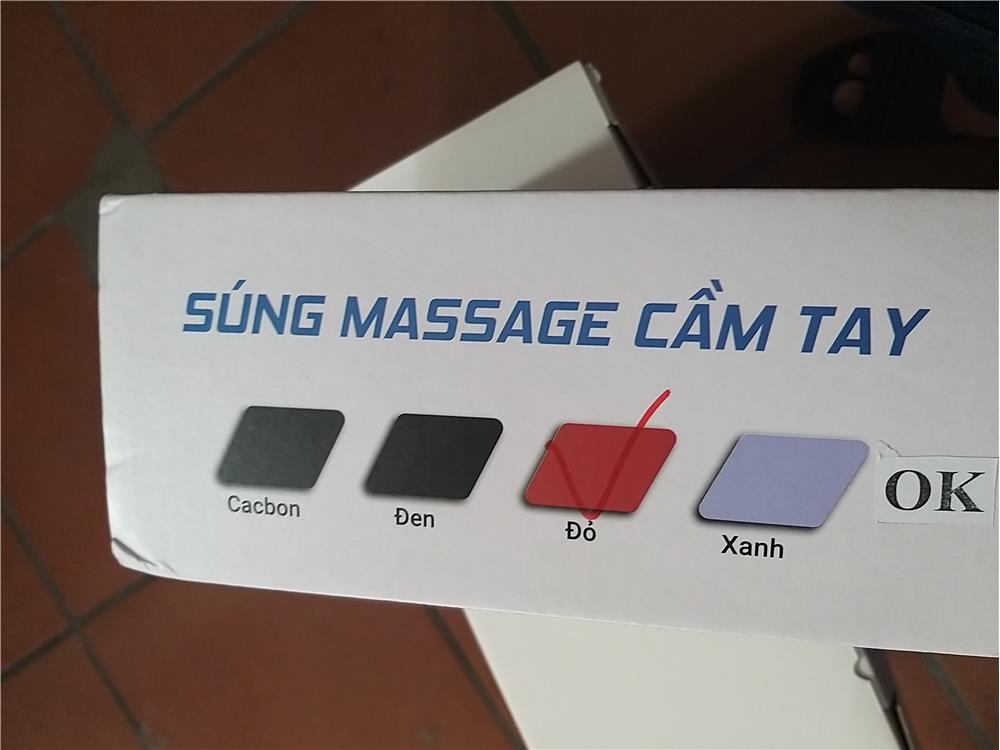 SÚNG MASSAGE CẦM TAY
Cacbon
Đen
Đỏ
Xanh
OK